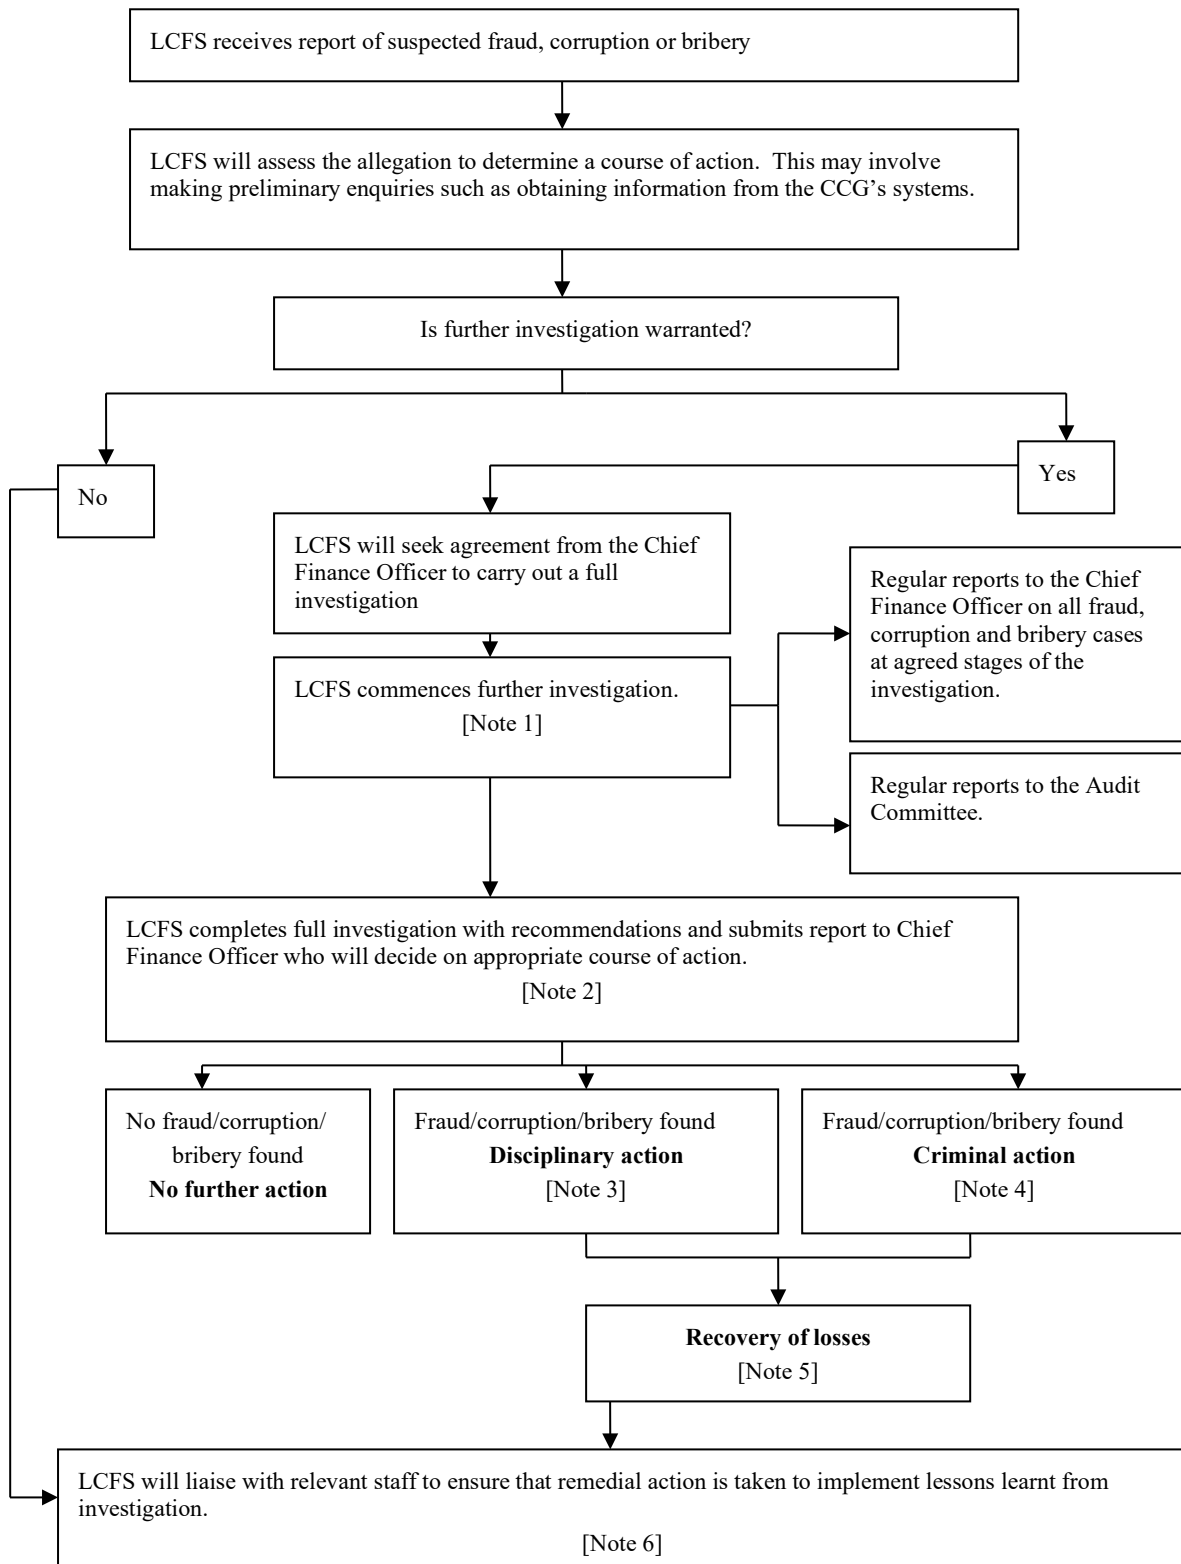 LCFS receives report of suspected fraud, corruption or bribery
LCFS will assess the allegation to determine a course of action.  This may involve
making preliminary enquiries such as obtaining information from the CCG’s systems.
Is further investigation warranted?
No
Yes
LCFS will seek agreement from the Chief
Finance Officer to carry out a full
investigation
LCFS commences further investigation.
[Note 1]
Regular reports to the Chief
Finance Officer on all fraud,
corruption and bribery cases
at agreed stages of the
investigation.
Regular reports to the Audit
Committee.
LCFS completes full investigation with recommendations and submits report to Chief
Finance Officer who will decide on appropriate course of action.
[Note 2]
No fraud/corruption/
bribery found
No further action
Fraud/corruption/bribery found
Disciplinary action
[Note 3]
Fraud/corruption/bribery found
Criminal action
[Note 4]
Recovery of losses
[Note 5]
LCFS will liaise with relevant staff to ensure that remedial action is taken to implement lessons learnt from
investigation.
[Note 6]